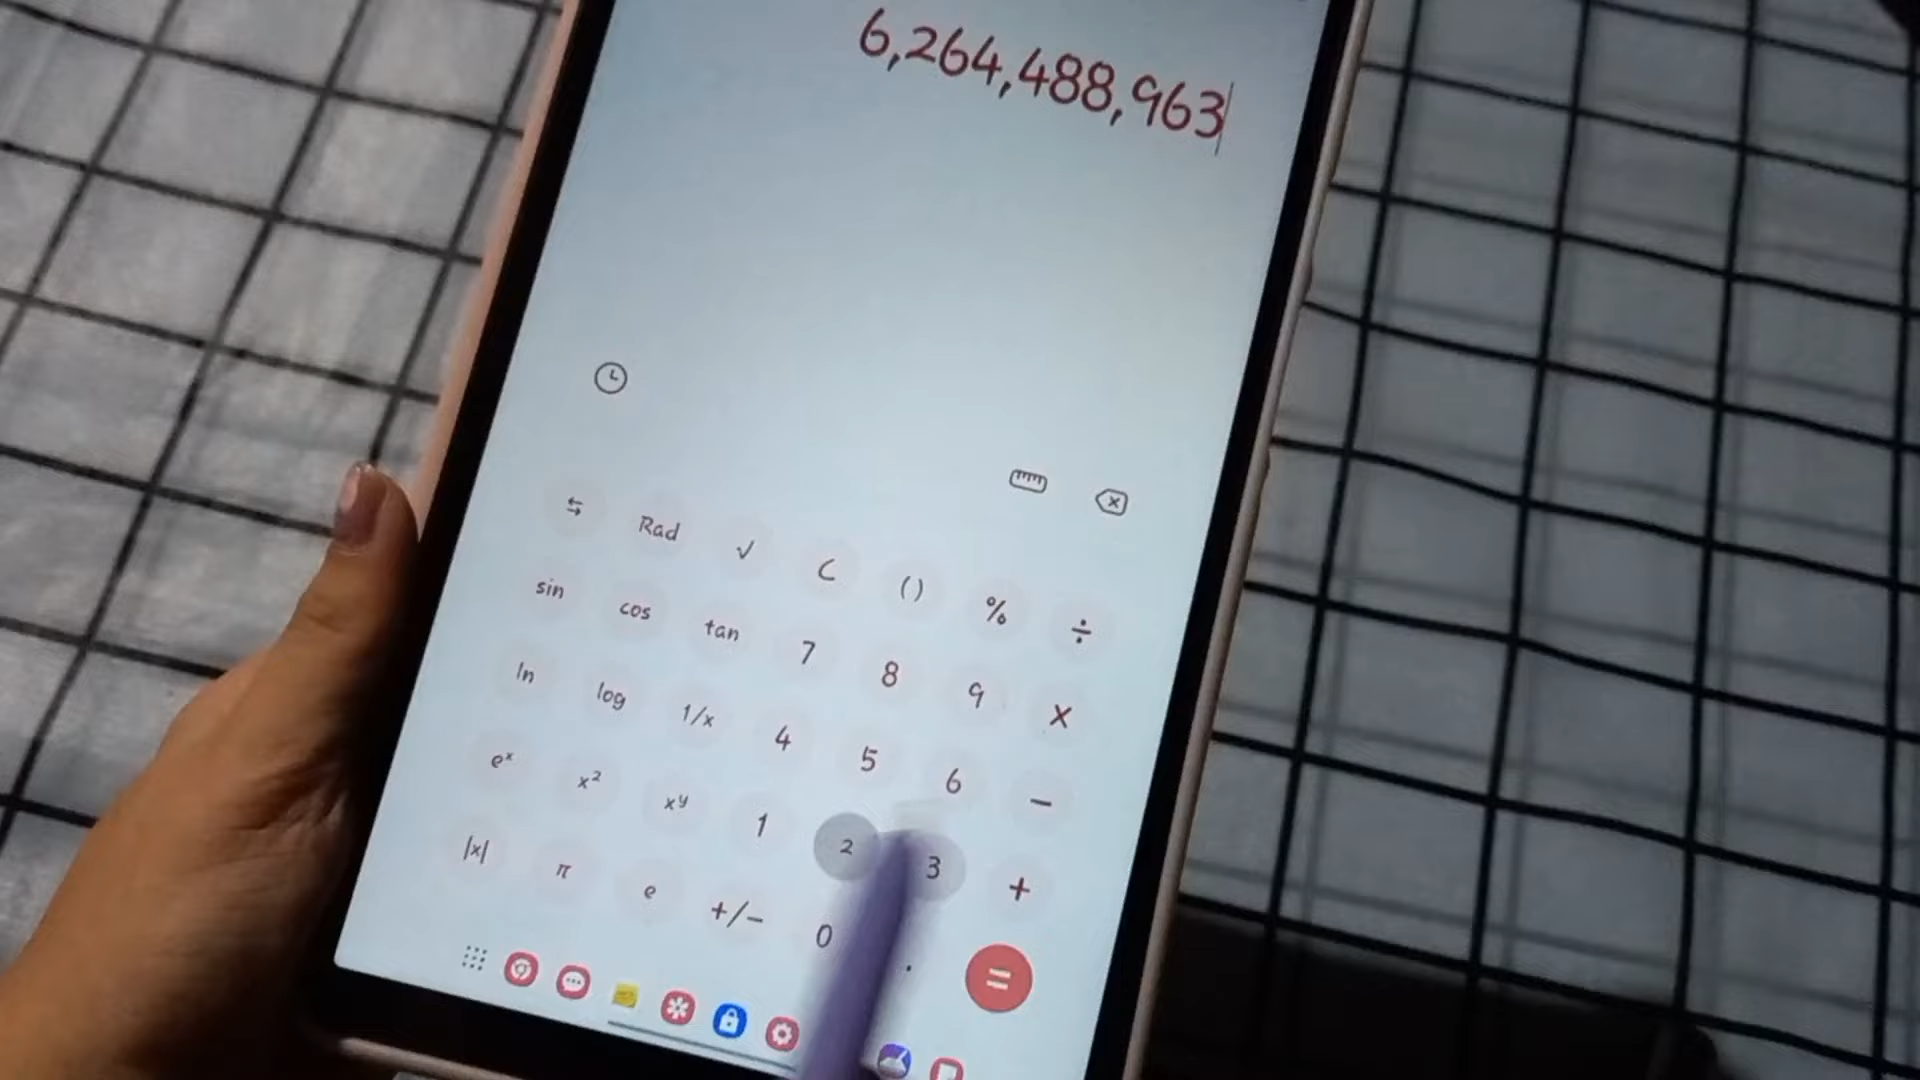 6,264,488,963
Rad √ C () % ÷
sin cos tan 7 8 9 ×
ln log 1/x 4 5 6 −
eˣ x² xʸ 1 2 3 +
|x| π e +/− 0 . =